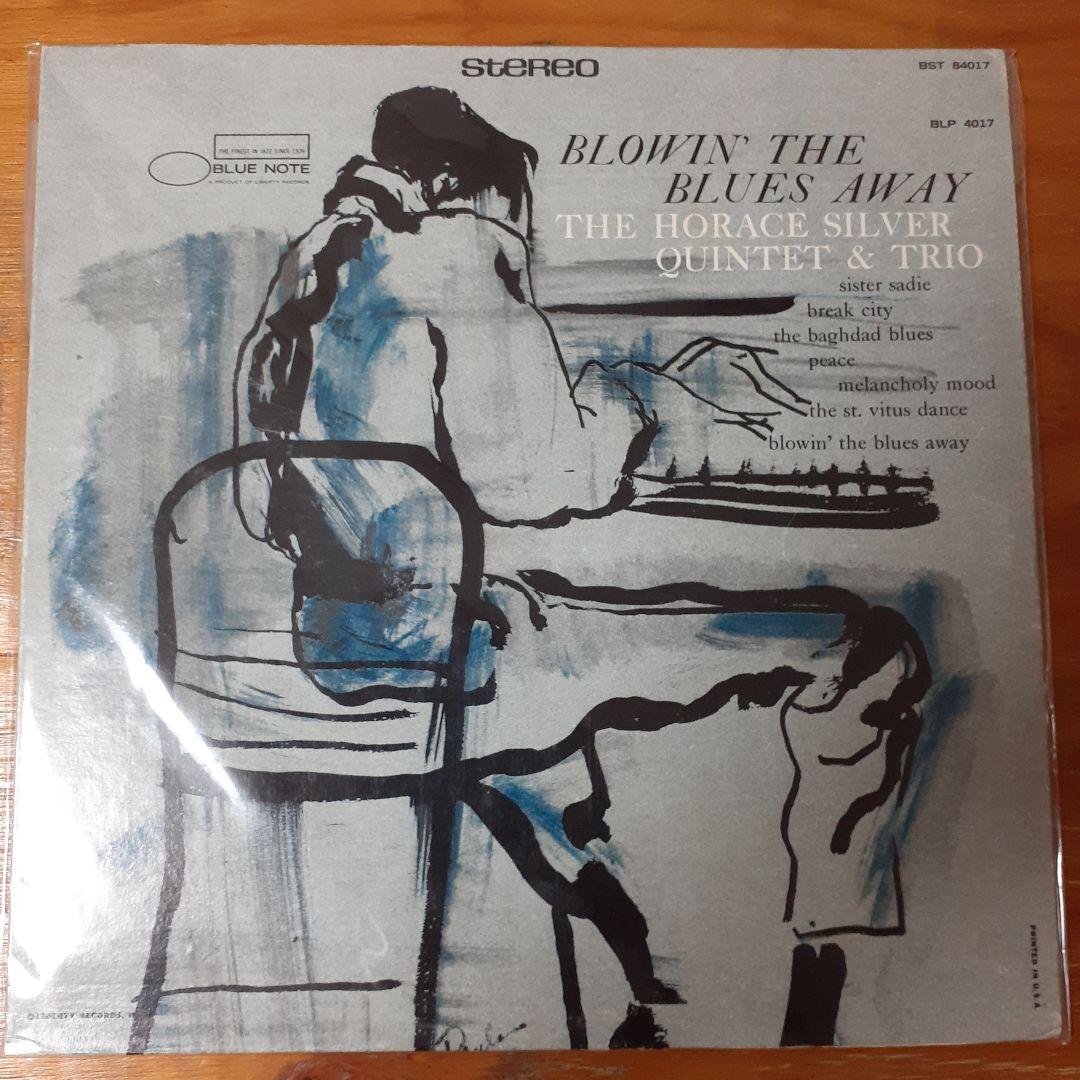 STEREO
BST 84017
BLP 4017
THE FINEST IN JAZZ SINCE 1939
BLUE NOTE
A PRODUCT OF LIBERTY RECORDS
BLOWIN' THE
BLUES AWAY
THE HORACE SILVER
QUINTET & TRIO
sister sadie
break city
the baghdad blues
peace
melancholy mood
the st. vitus dance
blowin' the blues away
PRINTED IN U.S.A.
© LIBERTY RECORDS,